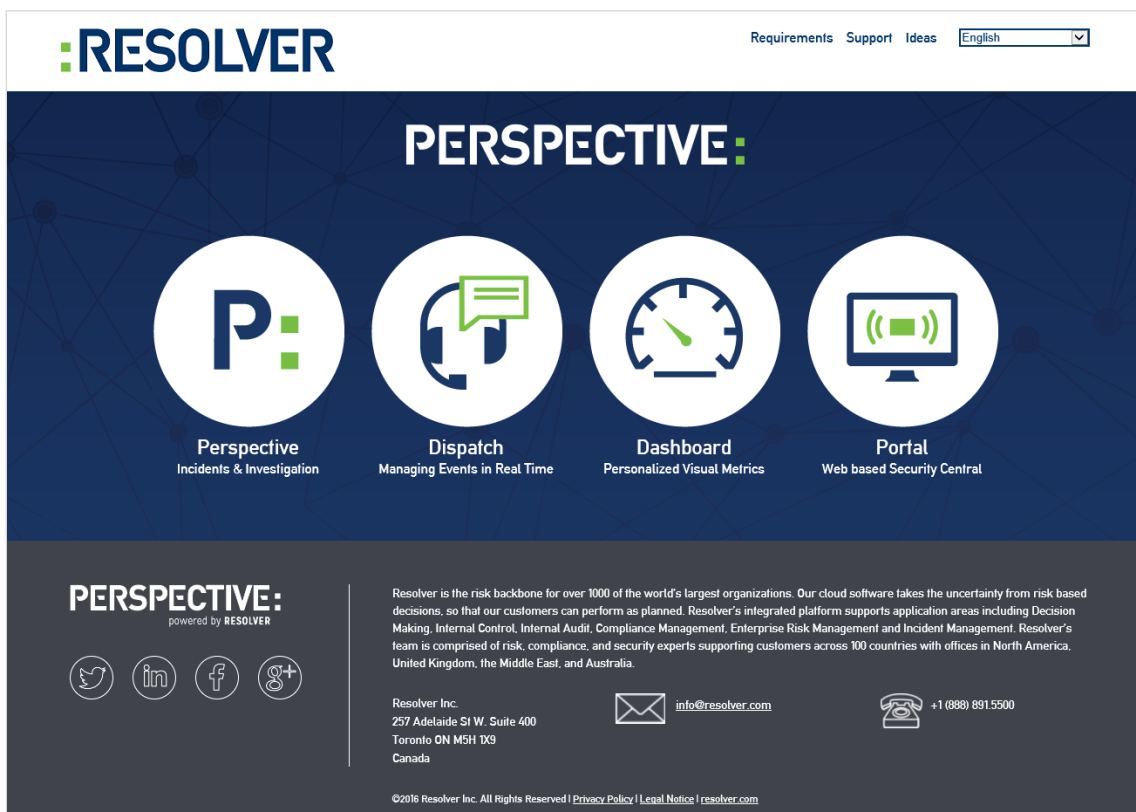 :RESOLVER
Requirements Support Ideas English
PERSPECTIVE:
P:
Perspective
Incidents & Investigation
Dispatch
Managing Events in Real Time
Dashboard
Personalized Visual Metrics
Portal
Web based Security Central
PERSPECTIVE:
powered by RESOLVER
in f g+
Resolver is the risk backbone for over 1000 of the world's largest organizations. Our cloud software takes the uncertainty from risk based
decisions, so that our customers can perform as planned. Resolver's integrated platform supports application areas including Decision
Making, Internal Control, Internal Audit, Compliance Management, Enterprise Risk Management and Incident Management. Resolver's
team is comprised of risk, compliance, and security experts supporting customers across 100 countries with offices in North America,
United Kingdom, the Middle East, and Australia.
Resolver Inc.
257 Adelaide St W. Suite 400
Toronto ON M5H 1X9
Canada
info@resolver.com
+1 (888) 891.5500
©2016 Resolver Inc. All Rights Reserved | Privacy Policy | Legal Notice | resolver.com